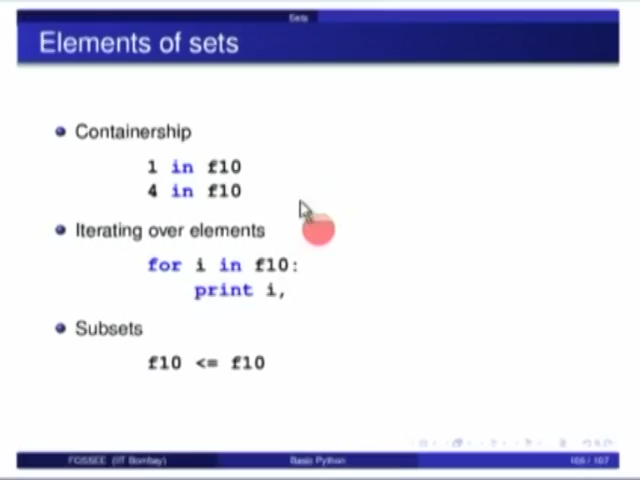 Sets
Elements of sets
Containership
1 in f10
4 in f10
Iterating over elements
for i in f10:
print i,
Subsets
f10 <= f10
FOSSEE (IIT Bombay)
Basic Python